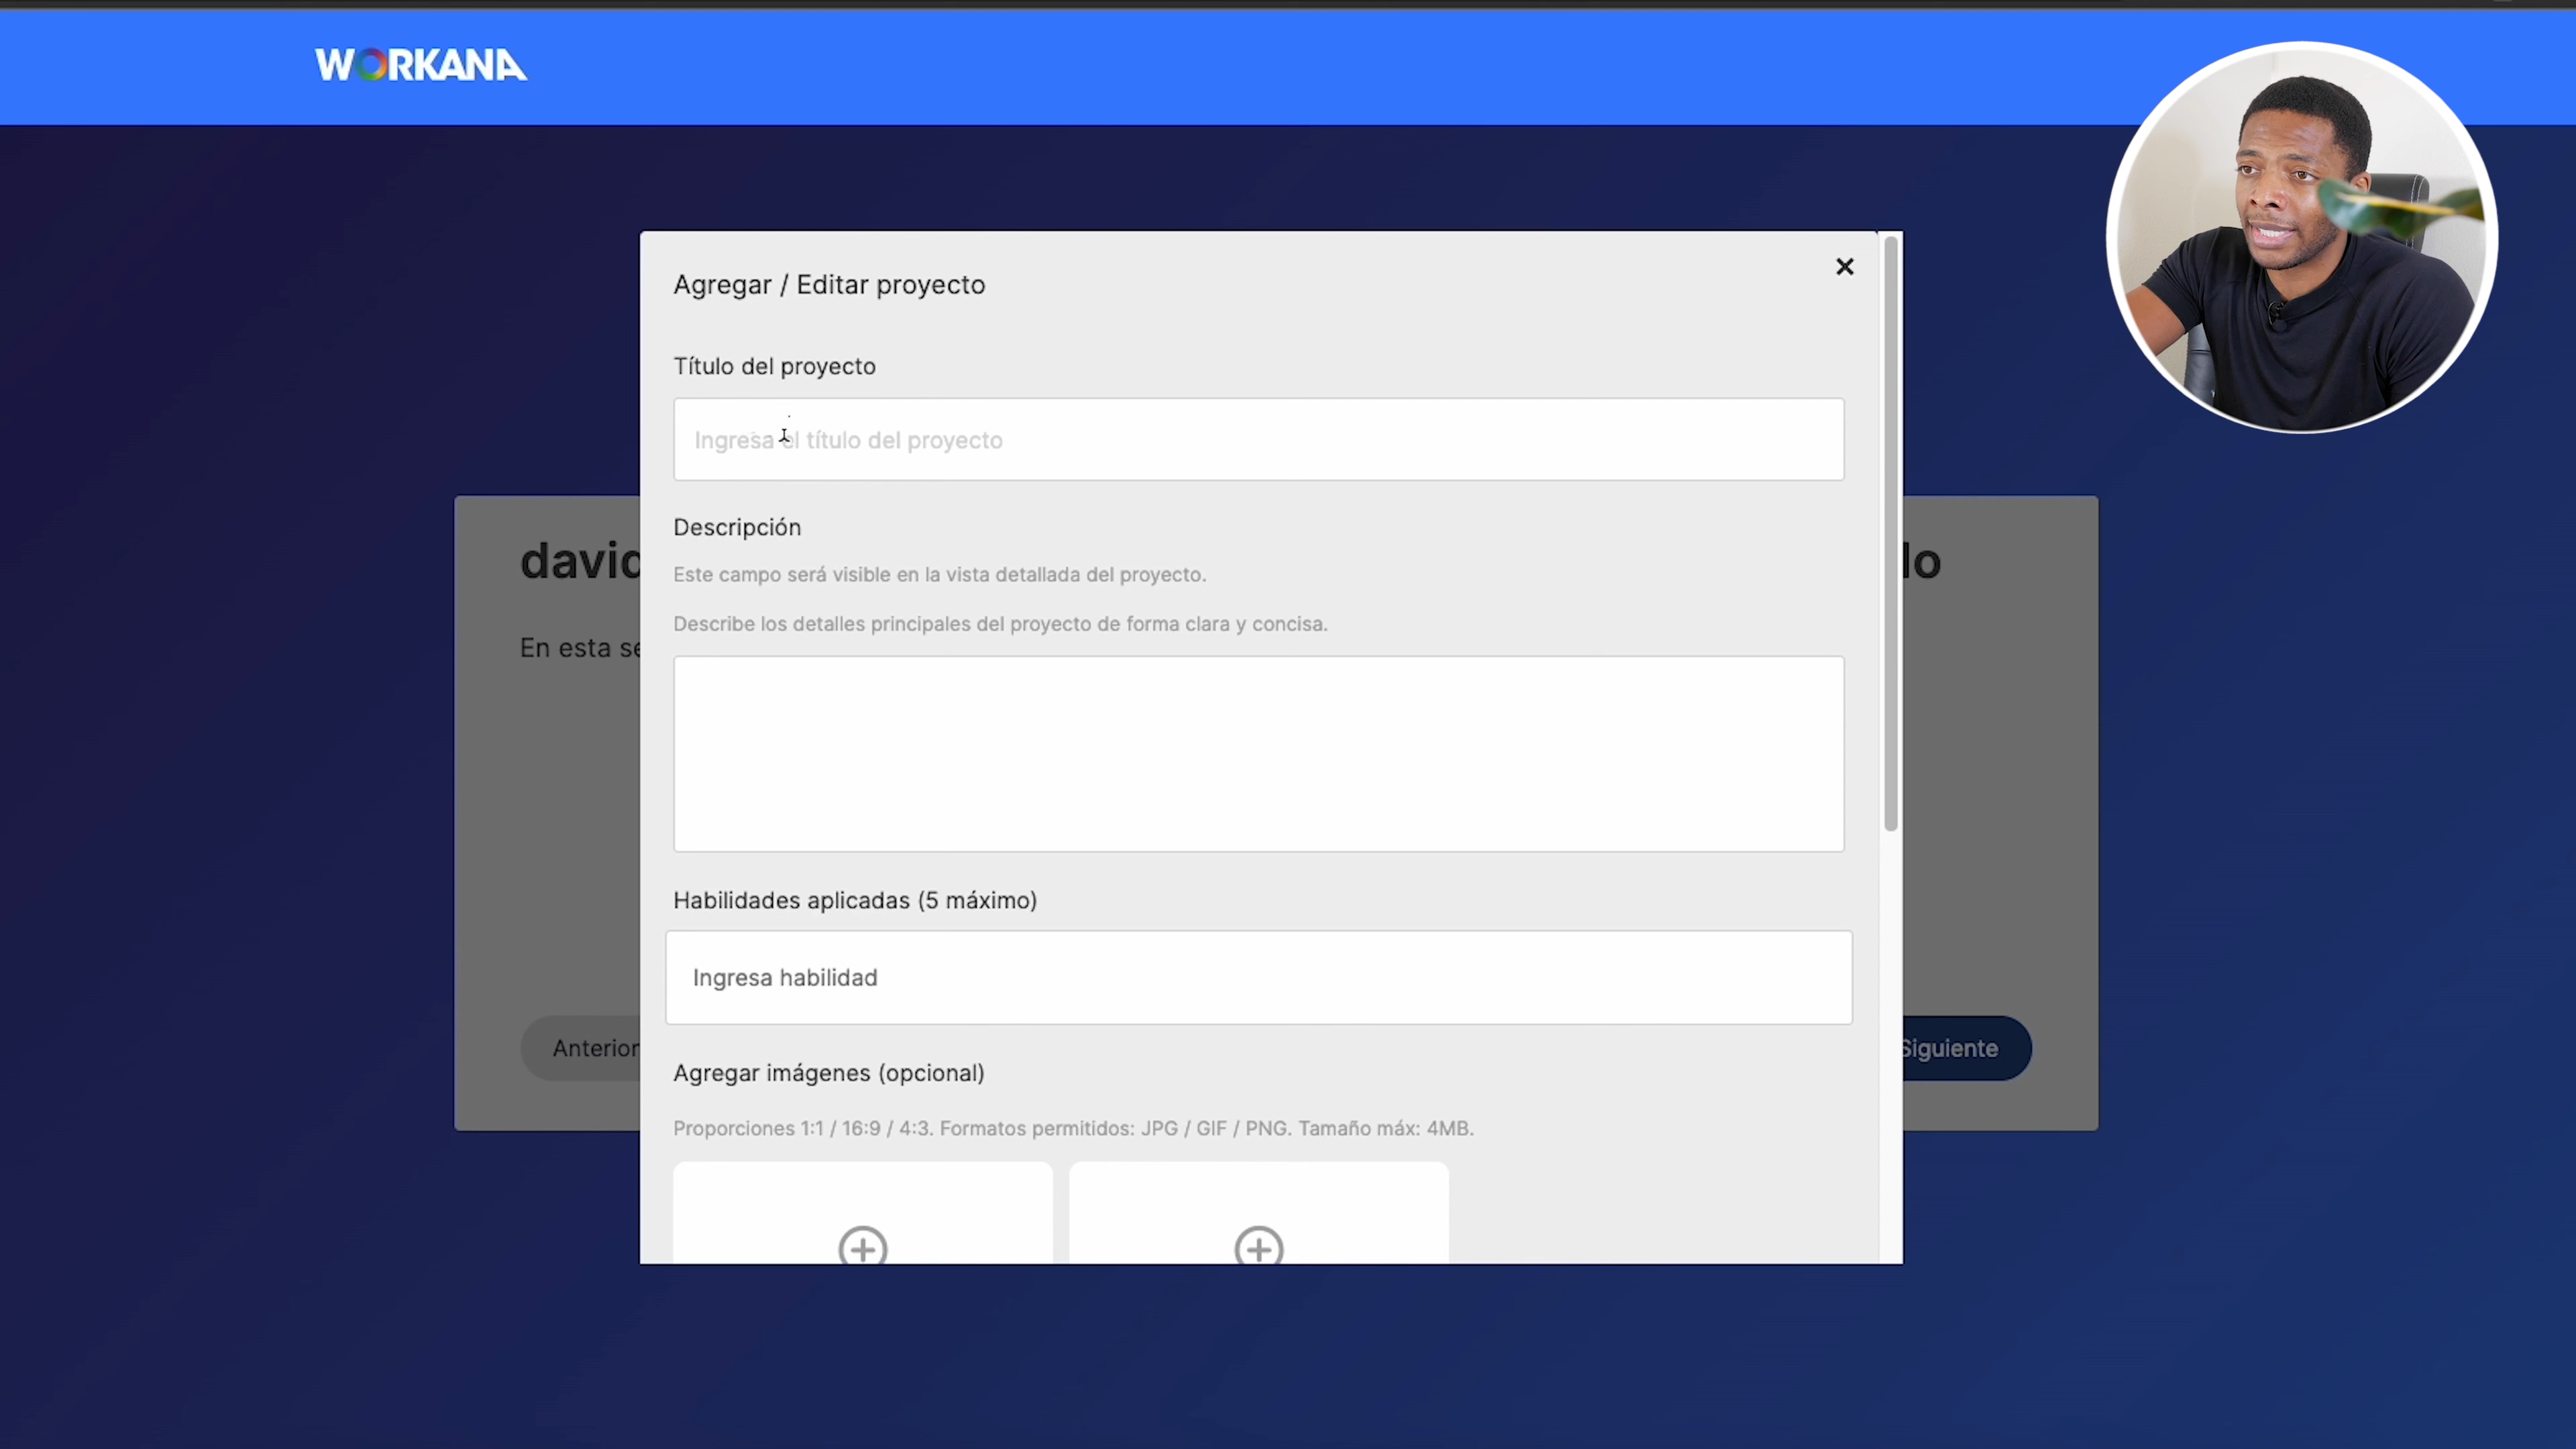 WORKANA
Agregar / Editar proyecto
Título del proyecto
Ingresa el título del proyecto
Descripción
Este campo será visible en la vista detallada del proyecto.
Describe los detalles principales del proyecto de forma clara y concisa.
Habilidades aplicadas (5 máximo)
Ingresa habilidad
Agregar imágenes (opcional)
Proporciones 1:1 / 16:9 / 4:3. Formatos permitidos: JPG / GIF / PNG. Tamaño máx: 4MB.
david
lo
En esta se
Anterior
Siguiente